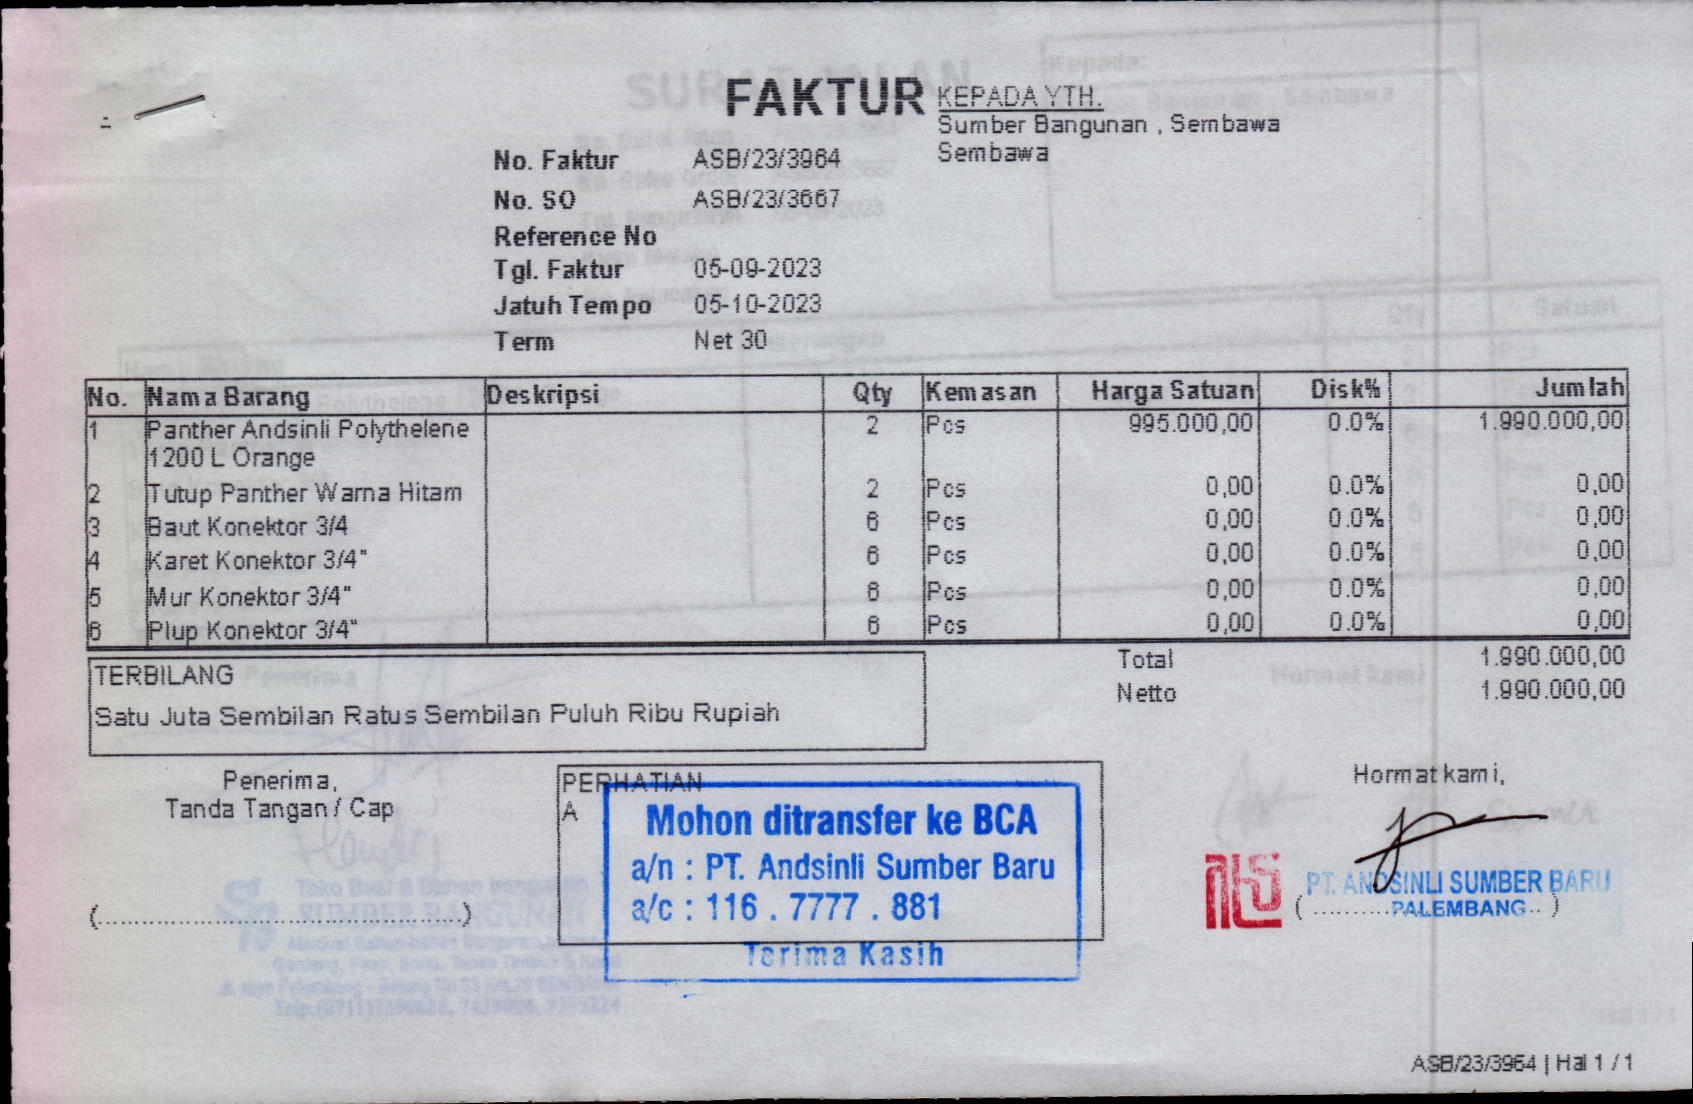 FAKTUR
KEPADA YTH.
Sumber Bangunan , Sembawa
Sembawa
No. Faktur ASB/23/3964
No. SO ASB/23/3667
Reference No
Tgl. Faktur 05-09-2023
Jatuh Tempo 05-10-2023
Term Net 30
No. Nama Barang Deskripsi Qty Kemasan Harga Satuan Disk% Jumlah
1 Panther Andsinli Polythelene 2 Pcs 995.000,00 0.0% 1.990.000,00
1200 L Orange
2 Tutup Panther Warna Hitam 2 Pcs 0,00 0.0% 0,00
3 Baut Konektor 3/4 6 Pcs 0,00 0.0% 0,00
4 Karet Konektor 3/4" 6 Pcs 0,00 0.0% 0,00
5 Mur Konektor 3/4" 6 Pcs 0,00 0.0% 0,00
6 Plup Konektor 3/4" 6 Pcs 0,00 0.0% 0,00
Total 1.990.000,00
Netto 1.990.000,00
TERBILANG
Satu Juta Sembilan Ratus Sembilan Puluh Ribu Rupiah
Penerima,
Tanda Tangan / Cap
(........................................................)
PERHATIAN
A
Mohon ditransfer ke BCA
a/n : PT. Andsinli Sumber Baru
a/c : 116 . 7777 . 881
Terima Kasih
Hormat kami,
PT. ANDSINLI SUMBER BARU
PALEMBANG
ASB/23/3964 | Hal 1 / 1